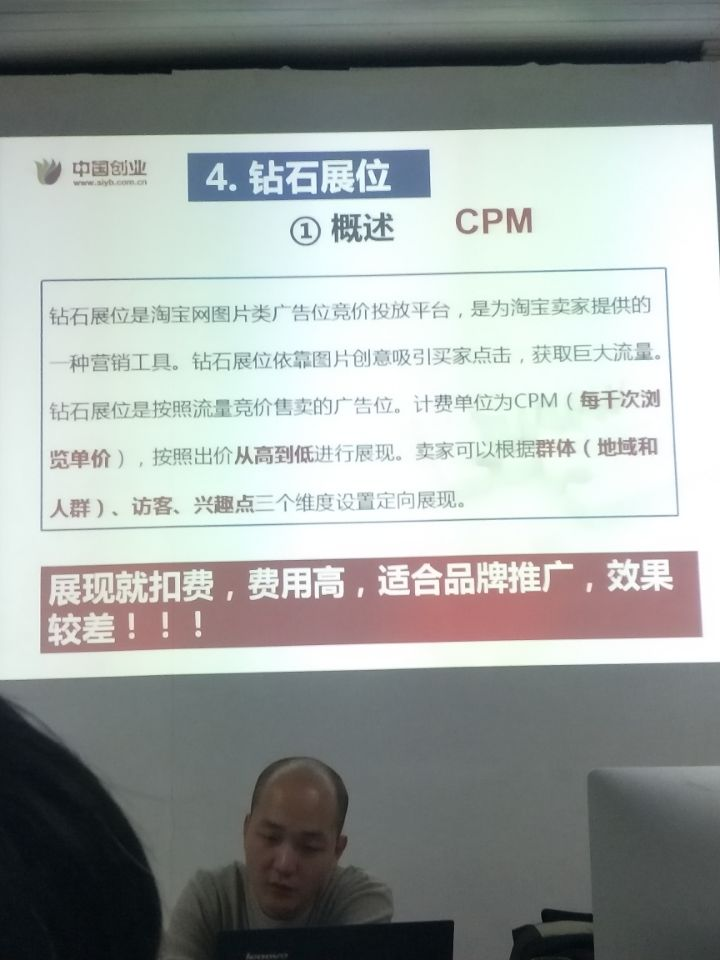 中国创业
www.siyb.com.cn
4. 钻石展位
① 概述 CPM
钻石展位是淘宝网图片类广告位竞价投放平台，是为淘宝卖家提供的
一种营销工具。钻石展位依靠图片创意吸引买家点击，获取巨大流量。
钻石展位是按照流量竞价售卖的广告位。计费单位为CPM（每千次浏
览单价），按照出价从高到低进行展现。卖家可以根据群体（地域和
人群）、访客、兴趣点三个维度设置定向展现。
展现就扣费，费用高，适合品牌推广，效果
较差！！！
lenovo